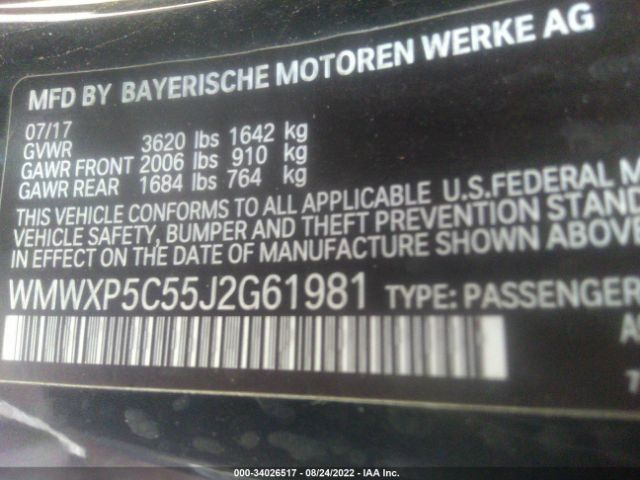 MFD BY BAYERISCHE MOTOREN WERKE AG
07/17
GVWR 3620 lbs 1642 kg
GAWR FRONT 2006 lbs 910 kg
GAWR REAR 1684 lbs 764 kg
THIS VEHICLE CONFORMS TO ALL APPLICABLE U.S.FEDERAL M
VEHICLE SAFETY, BUMPER AND THEFT PREVENTION STAND
IN EFFECT ON THE DATE OF MANUFACTURE SHOWN ABOVE
WMWXP5C55J2G61981 TYPE: PASSENGER
000-34026517 - 08/24/2022 - IAA Inc.